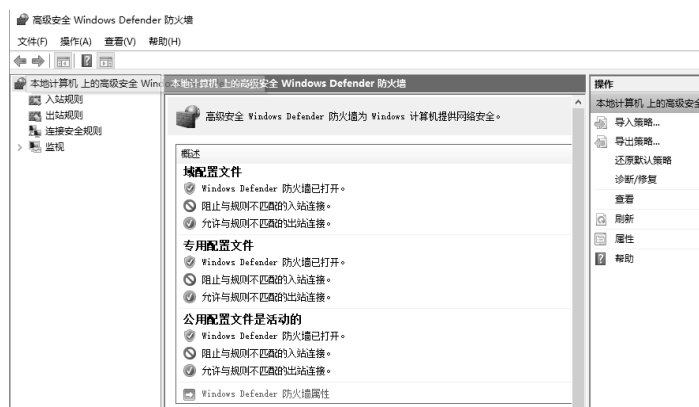 高级安全 Windows Defender 防火墙
文件(F) 操作(A) 查看(V) 帮助(H)
本地计算机 上的高级安全 Winc
入站规则
出站规则
连接安全规则
监视
本地计算机 上的高级安全 Windows Defender 防火墙
高级安全 Windows Defender 防火墙为 Windows 计算机提供网络安全。
概述
域配置文件
Windows Defender 防火墙已打开。
阻止与规则不匹配的入站连接。
允许与规则不匹配的出站连接。
专用配置文件
Windows Defender 防火墙已打开。
阻止与规则不匹配的入站连接。
允许与规则不匹配的出站连接。
公用配置文件是活动的
Windows Defender 防火墙已打开。
阻止与规则不匹配的入站连接。
允许与规则不匹配的出站连接。
Windows Defender 防火墙属性
操作
本地计算机 上的高级安全
导入策略...
导出策略...
还原默认策略
诊断/修复
查看
刷新
属性
帮助